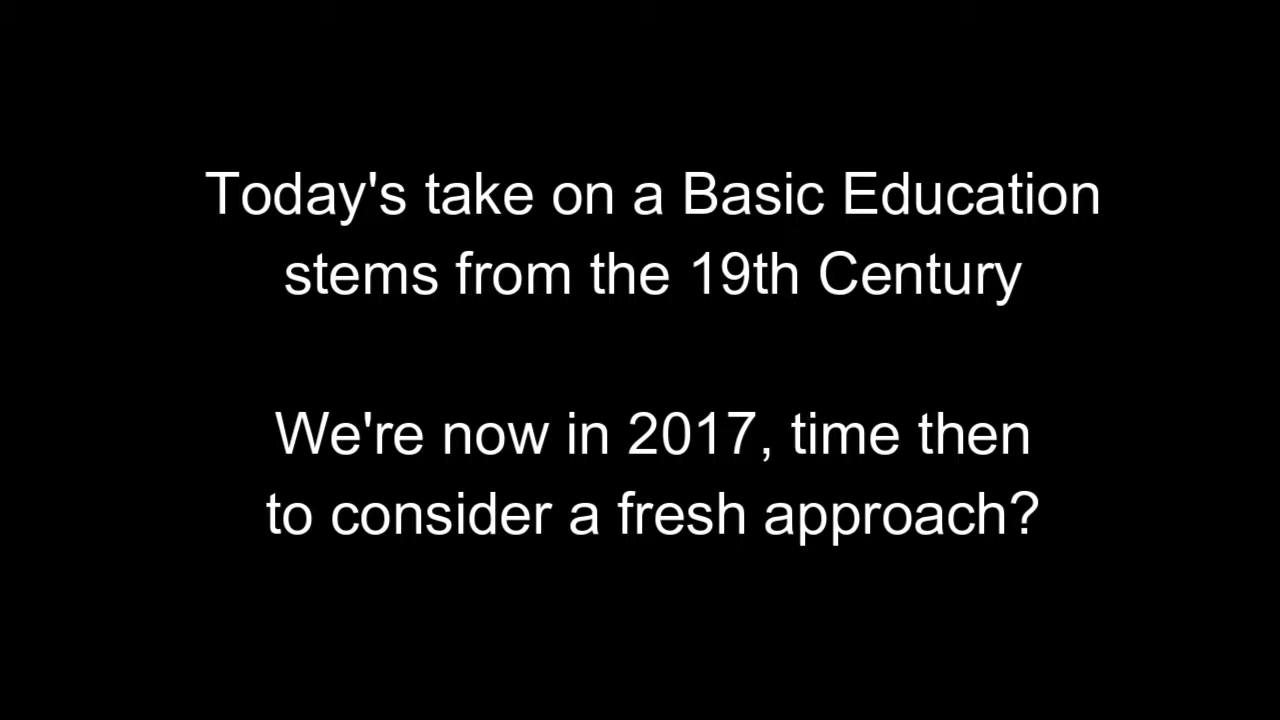 Today's take on a Basic Education
stems from the 19th Century
We're now in 2017, time then
to consider a fresh approach?